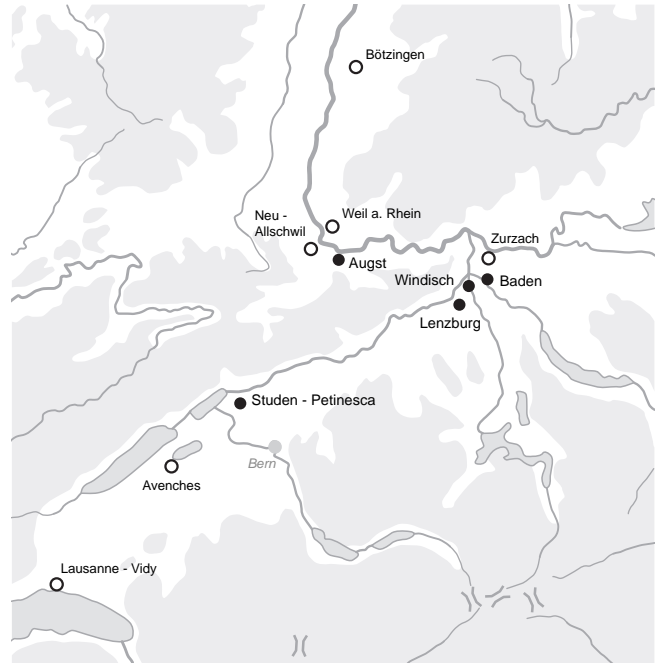 Bötzingen
Weil a. Rhein
Neu -
Allschwil
Augst
Zurzach
Windisch
Baden
Lenzburg
Studen - Petinesca
Bern
Avenches
Lausanne - Vidy